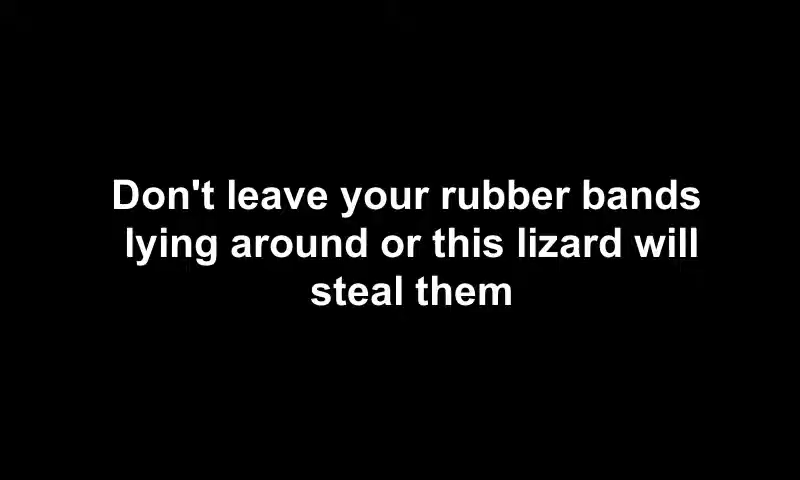 Don't leave your rubber bands
lying around or this lizard will
steal them